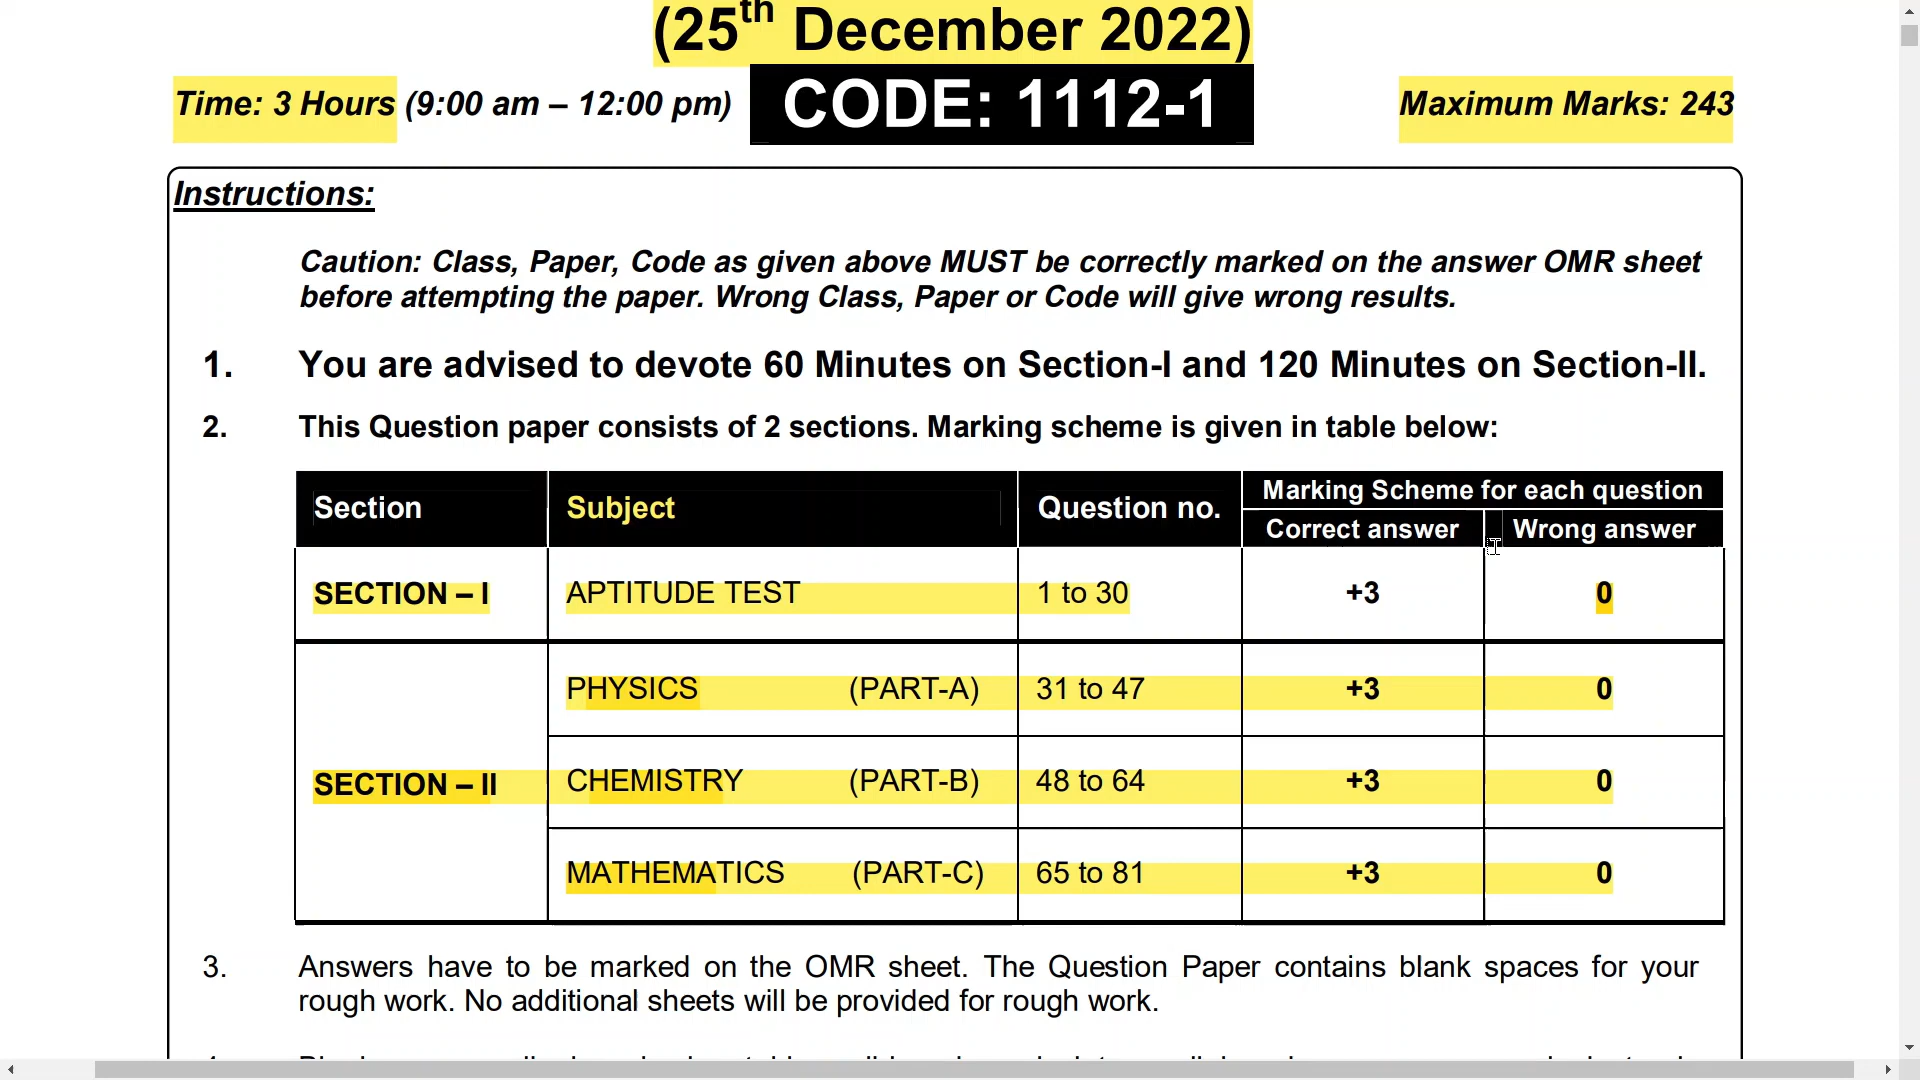 (25th December 2022)
Time: 3 Hours (9:00 am – 12:00 pm) CODE: 1112-1 Maximum Marks: 243
Instructions:
Caution: Class, Paper, Code as given above MUST be correctly marked on the answer OMR sheet
before attempting the paper. Wrong Class, Paper or Code will give wrong results.
1. You are advised to devote 60 Minutes on Section-I and 120 Minutes on Section-II.
2. This Question paper consists of 2 sections. Marking scheme is given in table below:
Section Subject Question no. Marking Scheme for each question
Correct answer Wrong answer
SECTION – I APTITUDE TEST 1 to 30 +3 0
PHYSICS (PART-A) 31 to 47 +3 0
SECTION – II CHEMISTRY (PART-B) 48 to 64 +3 0
MATHEMATICS (PART-C) 65 to 81 +3 0
3. Answers have to be marked on the OMR sheet. The Question Paper contains blank spaces for your
rough work. No additional sheets will be provided for rough work.